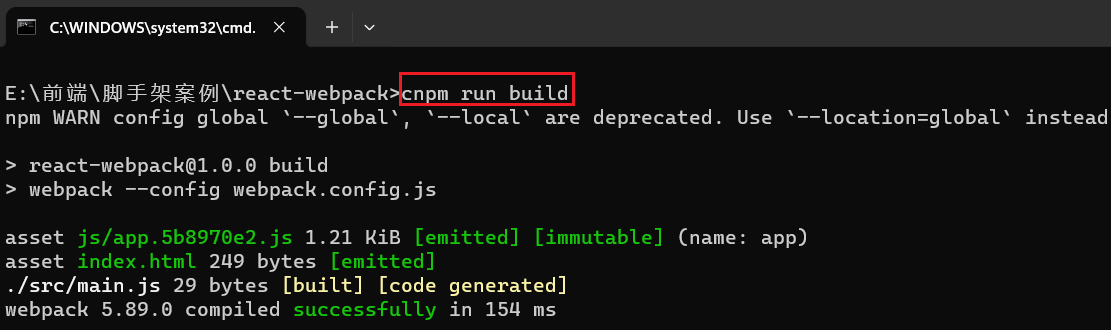 C:\WINDOWS\system32\cmd.
E:\前端\脚手架案例\react-webpack>cnpm run build
npm WARN config global `--global`, `--local` are deprecated. Use `--location=global` instead
> react-webpack@1.0.0 build
> webpack --config webpack.config.js
asset js/app.5b8970e2.js 1.21 KiB [emitted] [immutable] (name: app)
asset index.html 249 bytes [emitted]
./src/main.js 29 bytes [built] [code generated]
webpack 5.89.0 compiled successfully in 154 ms